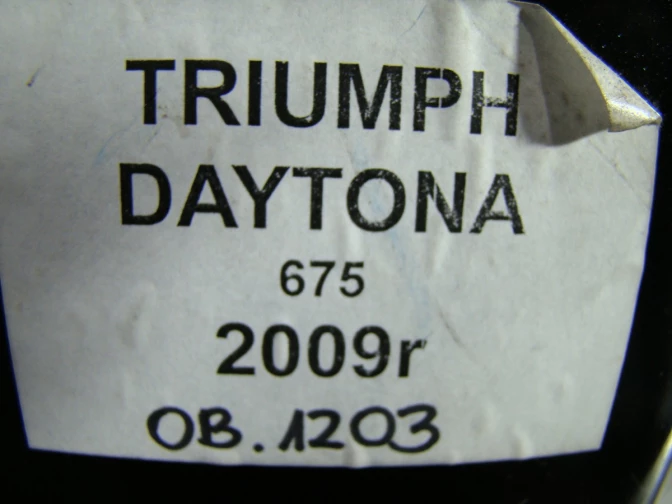 TRIUMPH
DAYTONA
675
2009r
OB.1203